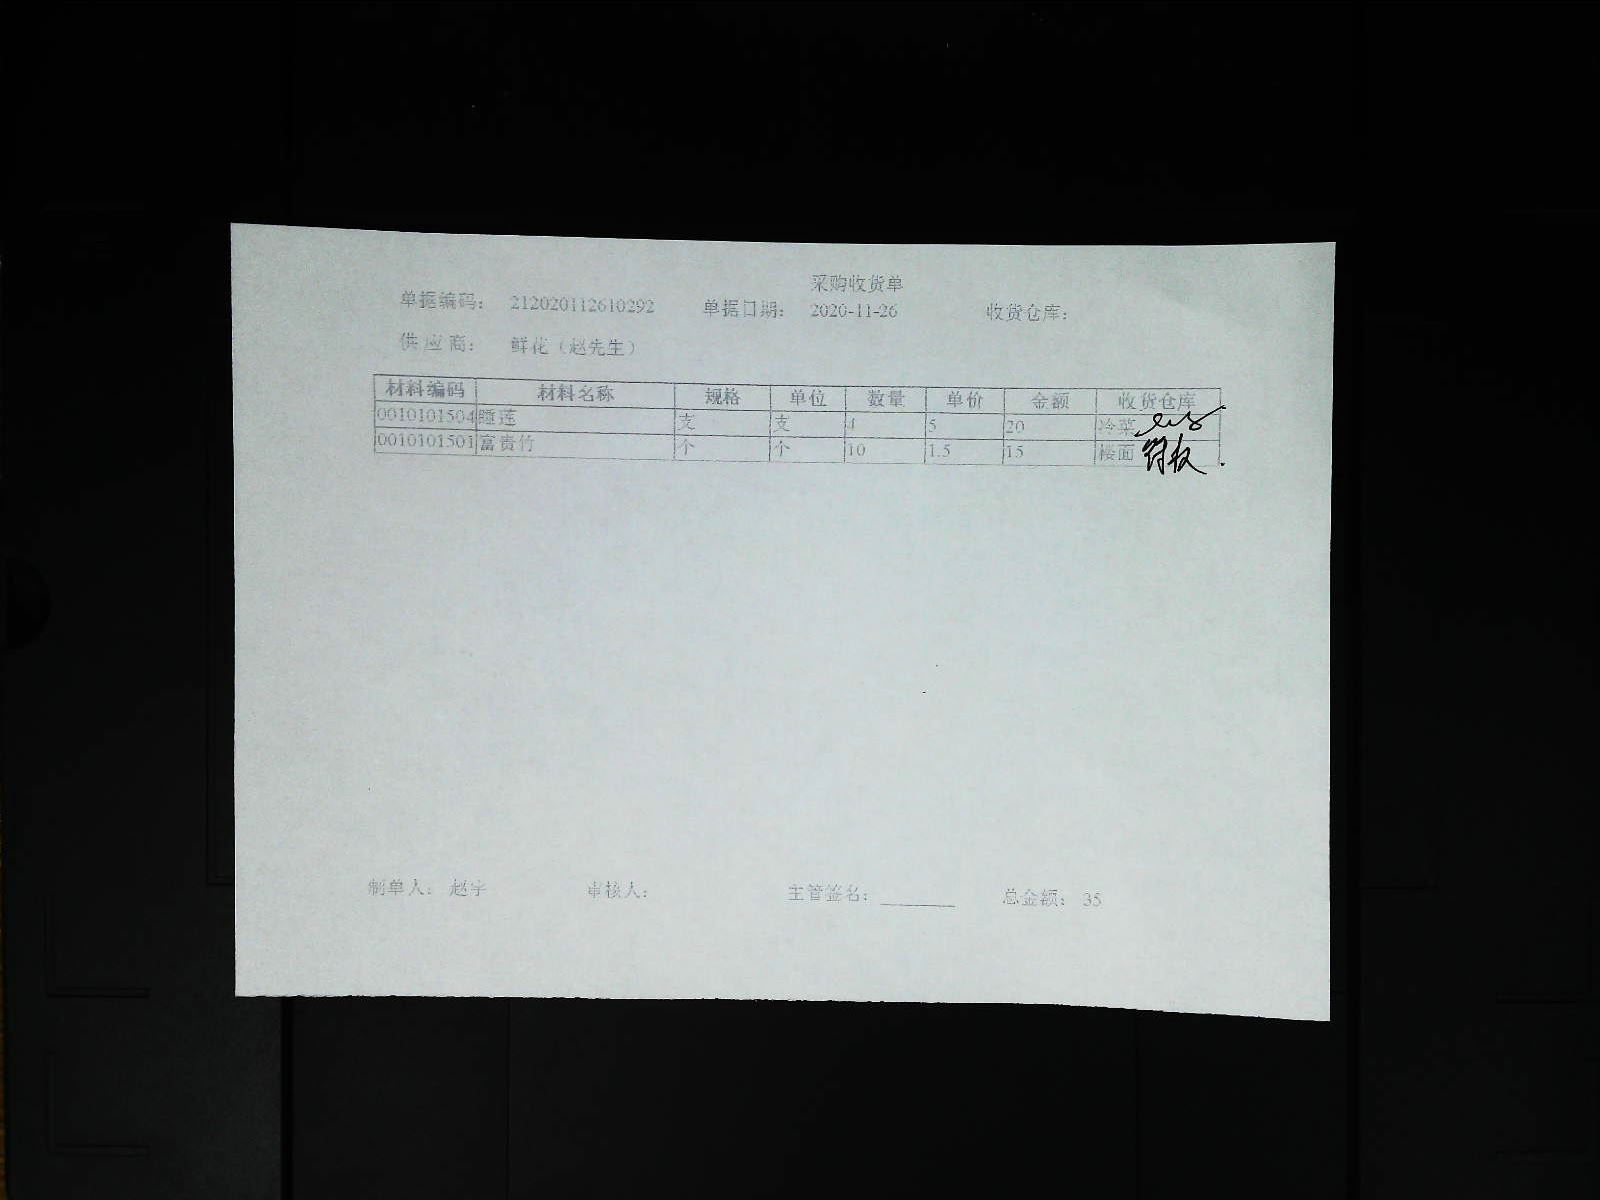 采购收货单
单据编码： 212020112610292 单据日期： 2020-11-26 收货仓库：
供应商： 鲜花（赵先生）
材料编码 材料名称 规格 单位 数量 单价 金额 收货仓库
0010101504 睡莲 支 支 4 5 20 冷菜
0010101501 富贵竹 个 个 10 1.5 15 楼面
制单人： 赵宇 审核人： 主管签名： 总金额： 35